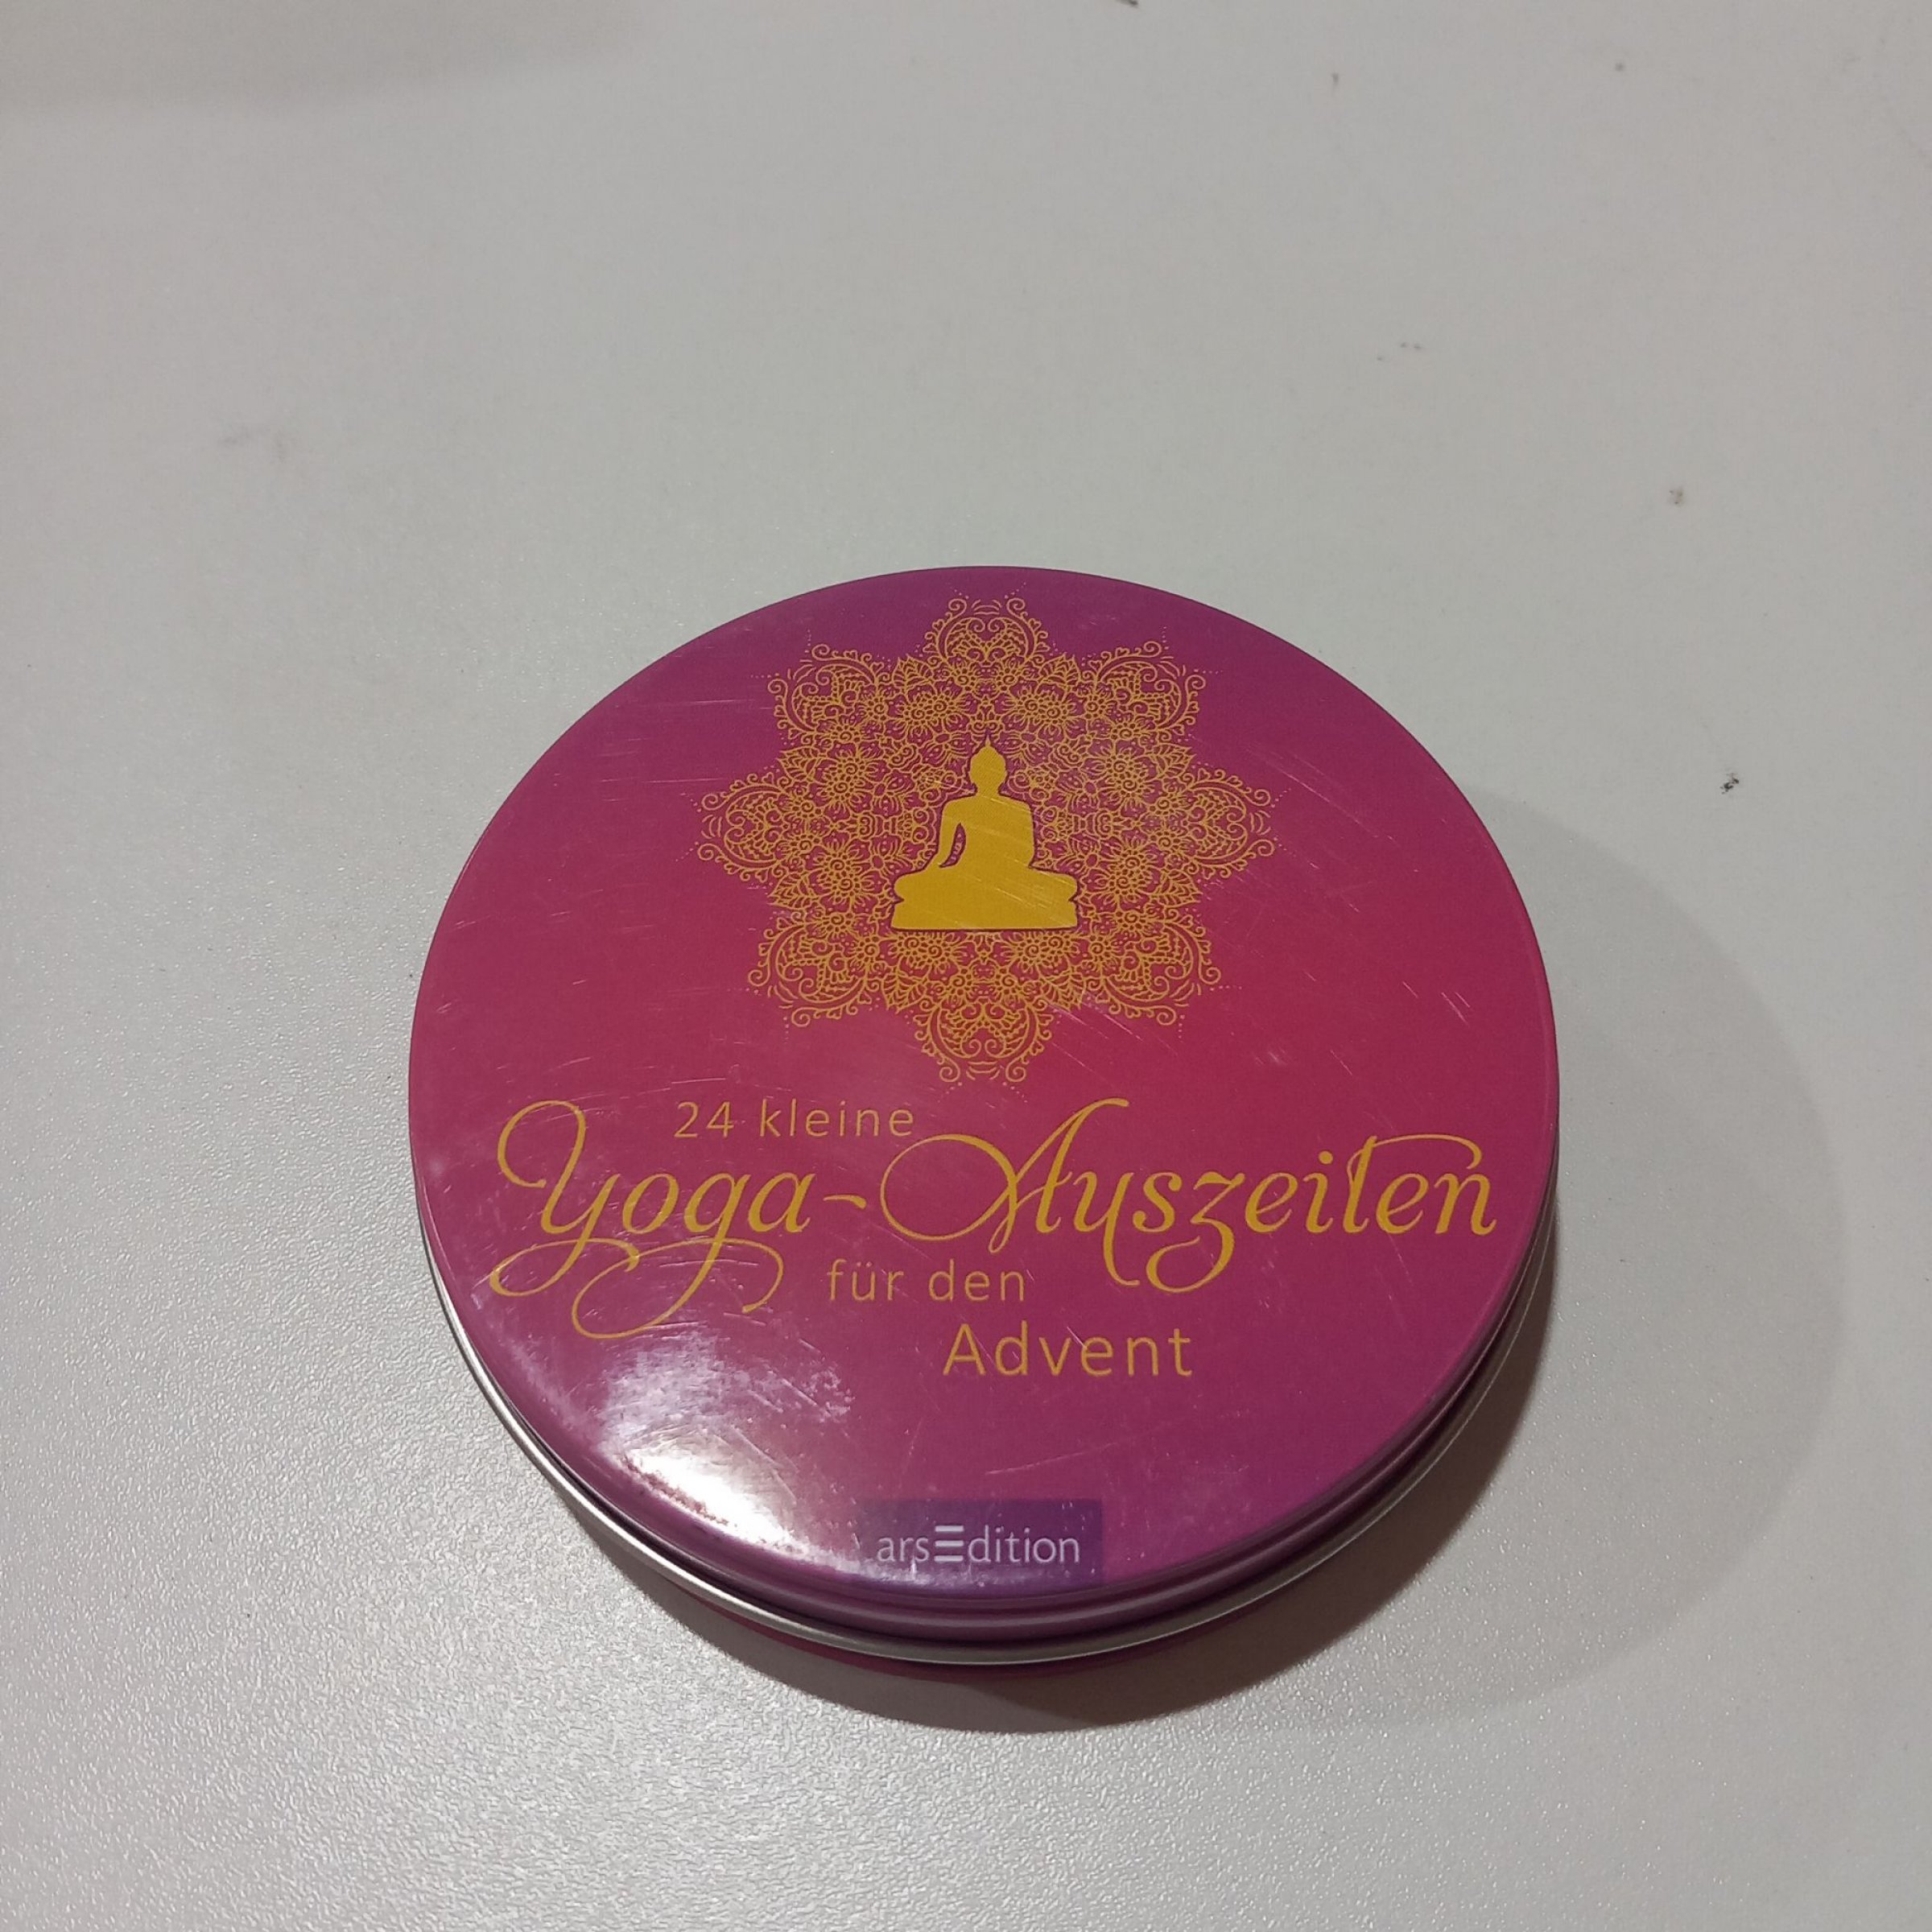 24 kleine
Yoga-Auszeiten
für den
Advent
arsEdition